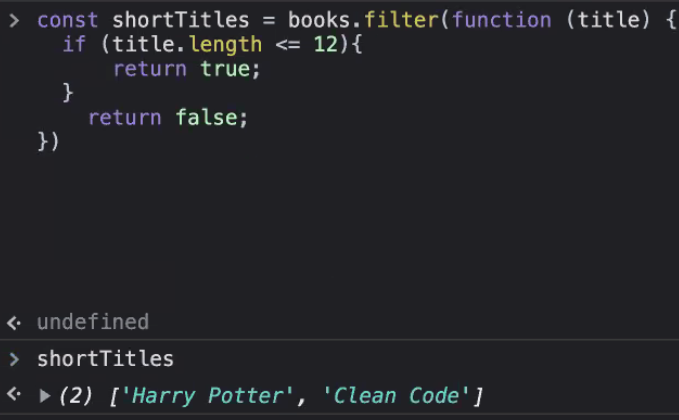 > const shortTitles = books.filter(function (title) {
if (title.length <= 12){
return true;
}
return false;
})
undefined
> shortTitles
(2) ['Harry Potter', 'Clean Code']